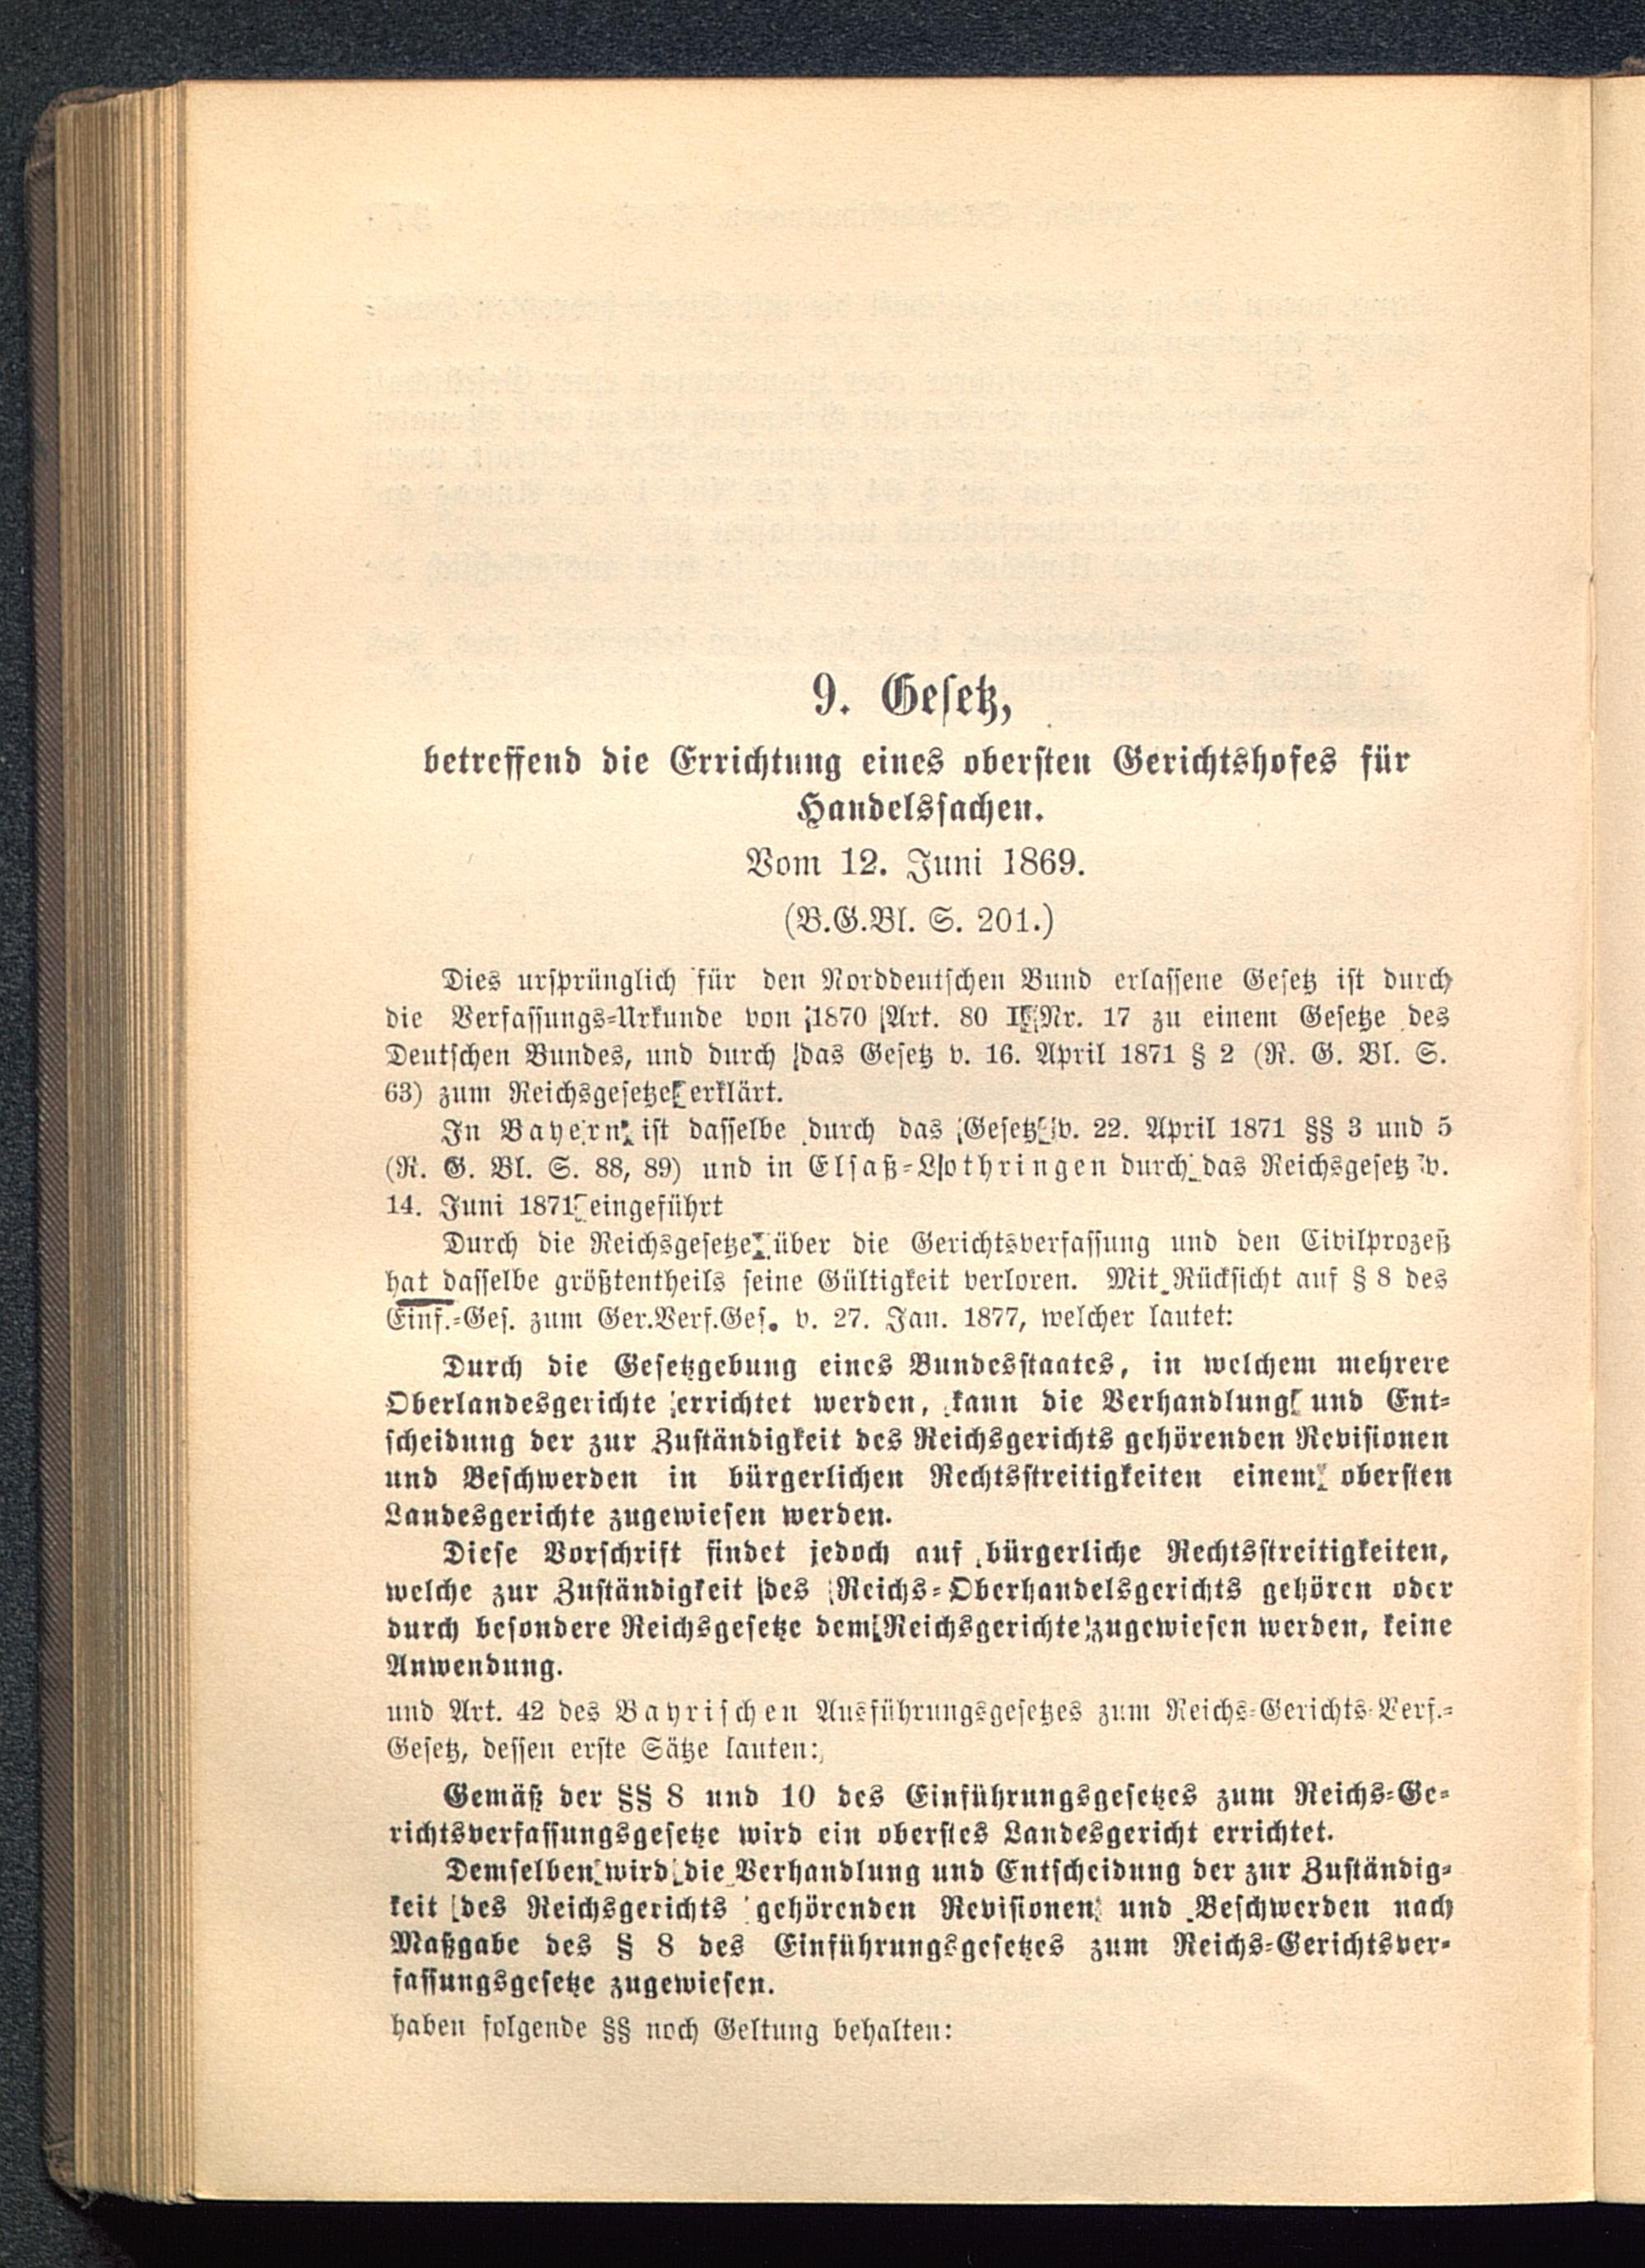 9. Gesetz,
betreffend die Errichtung eines obersten Gerichtshofes für
Handelssachen.
Vom 12. Juni 1869.
(B.G.Bl. S. 201.)
Dies ursprünglich für den Norddeutschen Bund erlassene Gesetz ist durch
die Verfassungs-Urkunde von 1870 Art. 80 I Nr. 17 zu einem Gesetze des
Deutschen Bundes, und durch das Gesetz v. 16. April 1871 § 2 (R. G. Bl. S.
63) zum Reichsgesetze erklärt.
In Bayern ist dasselbe durch das Gesetz v. 22. April 1871 §§ 3 und 5
(R. G. Bl. S. 88, 89) und in Elsaß-Lothringen durch das Reichsgesetz v.
14. Juni 1871 eingeführt
Durch die Reichsgesetze über die Gerichtsverfassung und den Civilprozeß
hat dasselbe größtentheils seine Gültigkeit verloren. Mit Rücksicht auf § 8 des
Einf.-Ges. zum Ger.Verf.Ges. v. 27. Jan. 1877, welcher lautet:
Durch die Gesetzgebung eines Bundesstaates, in welchem mehrere
Oberlandesgerichte errichtet werden, kann die Verhandlung und Ent-
scheidung der zur Zuständigkeit des Reichsgerichts gehörenden Revisionen
und Beschwerden in bürgerlichen Rechtsstreitigkeiten einem obersten
Landesgerichte zugewiesen werden.
Diese Vorschrift findet jedoch auf bürgerliche Rechtsstreitigkeiten,
welche zur Zuständigkeit des Reichs-Oberhandelsgerichts gehören oder
durch besondere Reichsgesetze dem Reichsgerichte zugewiesen werden, keine
Anwendung.
und Art. 42 des Bayrischen Ausführungsgesetzes zum Reichs-Gerichts-Verf.-
Gesetz, dessen erste Sätze lauten:
Gemäß der §§ 8 und 10 des Einführungsgesetzes zum Reichs-Ge-
richtsverfassungsgesetze wird ein oberstes Landesgericht errichtet.
Demselben wird die Verhandlung und Entscheidung der zur Zuständig-
keit des Reichsgerichts gehörenden Revisionen und Beschwerden nach
Maßgabe des § 8 des Einführungsgesetzes zum Reichs-Gerichtsver-
fassungsgesetze zugewiesen.
haben folgende §§ noch Geltung behalten: